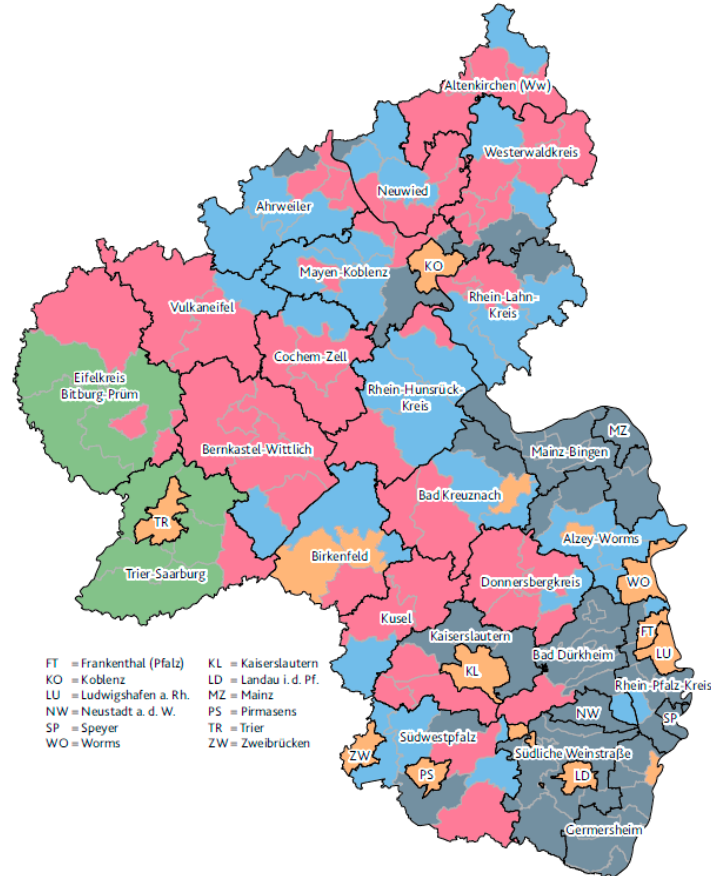 Altenkirchen (Ww)
Westerwaldkreis
Neuwied
Ahrweiler
KO
Mayen-Koblenz
Rhein-Lahn-
Kreis
Vulkaneifel
Cochem-Zell
Eifelkreis
Bitburg-Prüm
Rhein-Hunsrück-
Kreis
MZ
Bernkastel-Wittlich
Mainz-Bingen
Bad Kreuznach
TR
Alzey-Worms
Birkenfeld
Trier-Saarburg
Donnersbergkreis
WO
Kusel
Kaiserslautern
FT
Bad Dürkheim
LU
KL
Rhein-Pfalz-Kreis
NW
SP
Südwestpfalz
Südliche Weinstraße
ZW
PS
LD
Germersheim
FT = Frankenthal (Pfalz)
KO = Koblenz
LU = Ludwigshafen a. Rh.
NW = Neustadt a. d. W.
SP = Speyer
WO = Worms
KL = Kaiserslautern
LD = Landau i. d. Pf.
MZ = Mainz
PS = Pirmasens
TR = Trier
ZW = Zweibrücken